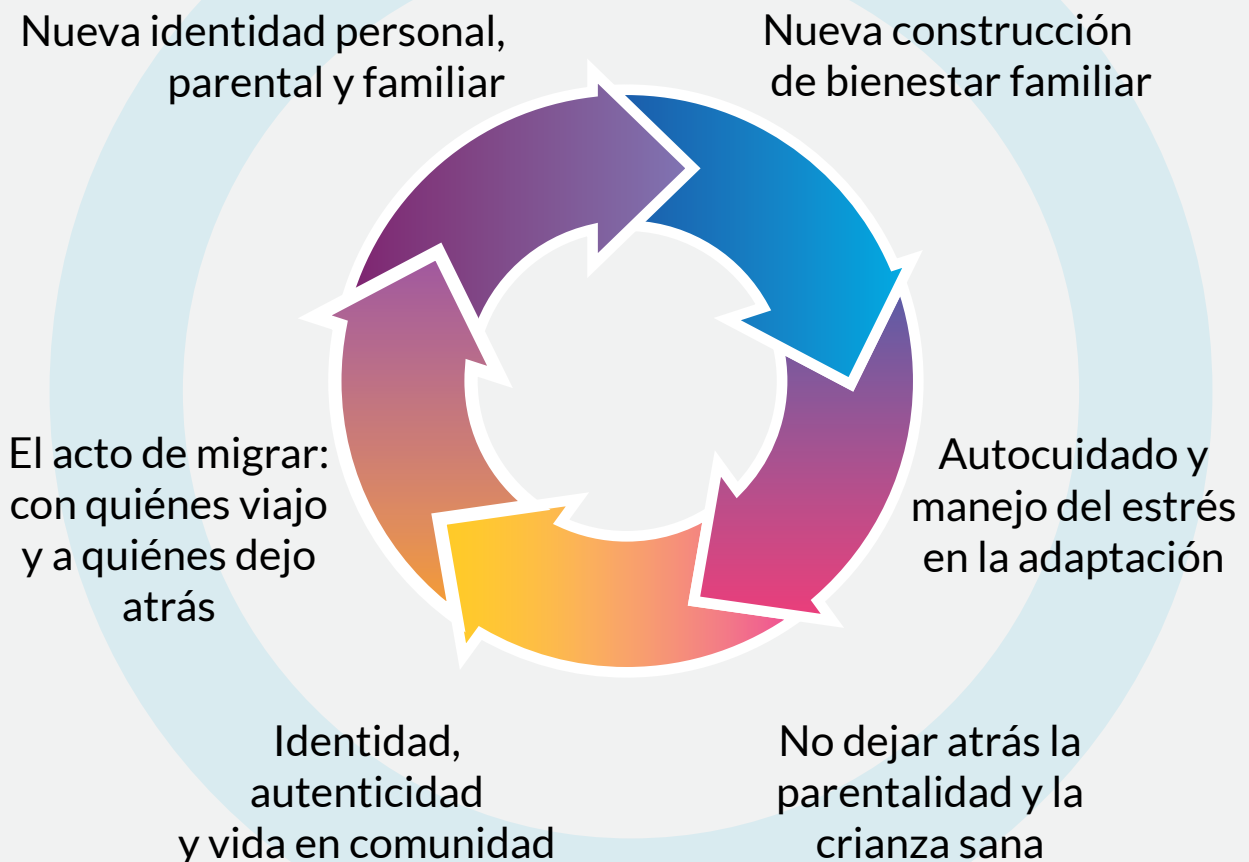 Nueva identidad personal,
parental y familiar
Nueva construcción
de bienestar familiar
El acto de migrar:
con quiénes viajo
y a quiénes dejo
atrás
Autocuidado y
manejo del estrés
en la adaptación
Identidad,
autenticidad
y vida en comunidad
No dejar atrás la
parentalidad y la
crianza sana